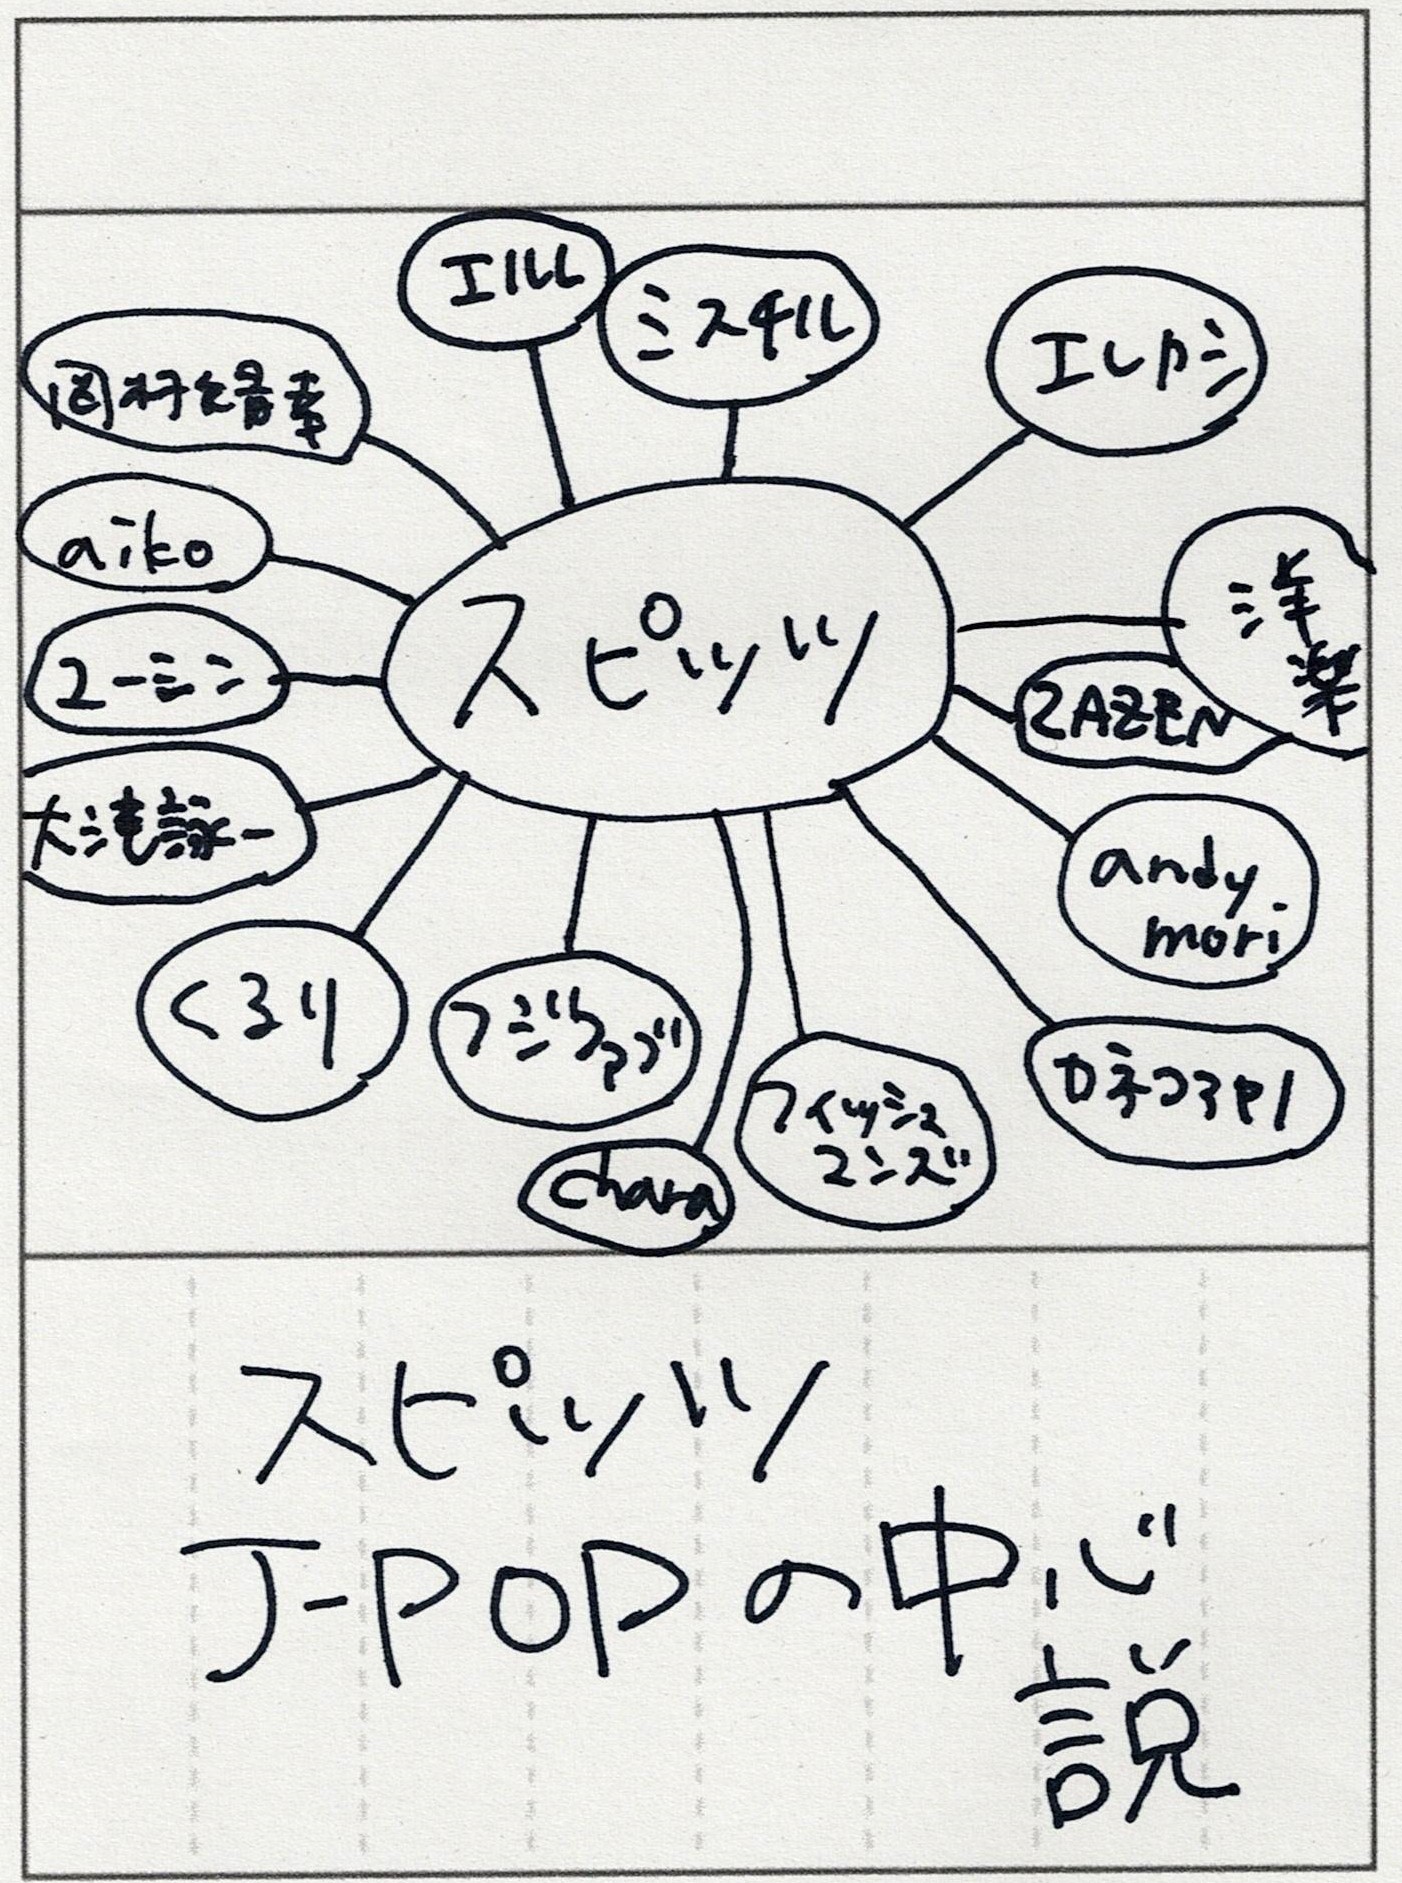 エルレ
ミスチル
エレカシ
岡村靖幸
aiko
ユーミン
大滝詠一
スピッツ
洋
楽
ZAZEN
andy
mori
くるり
フジファブ
フィッシュ
マンズ
カネコアヤノ
chara
スピッツ
J-POPの中心
説